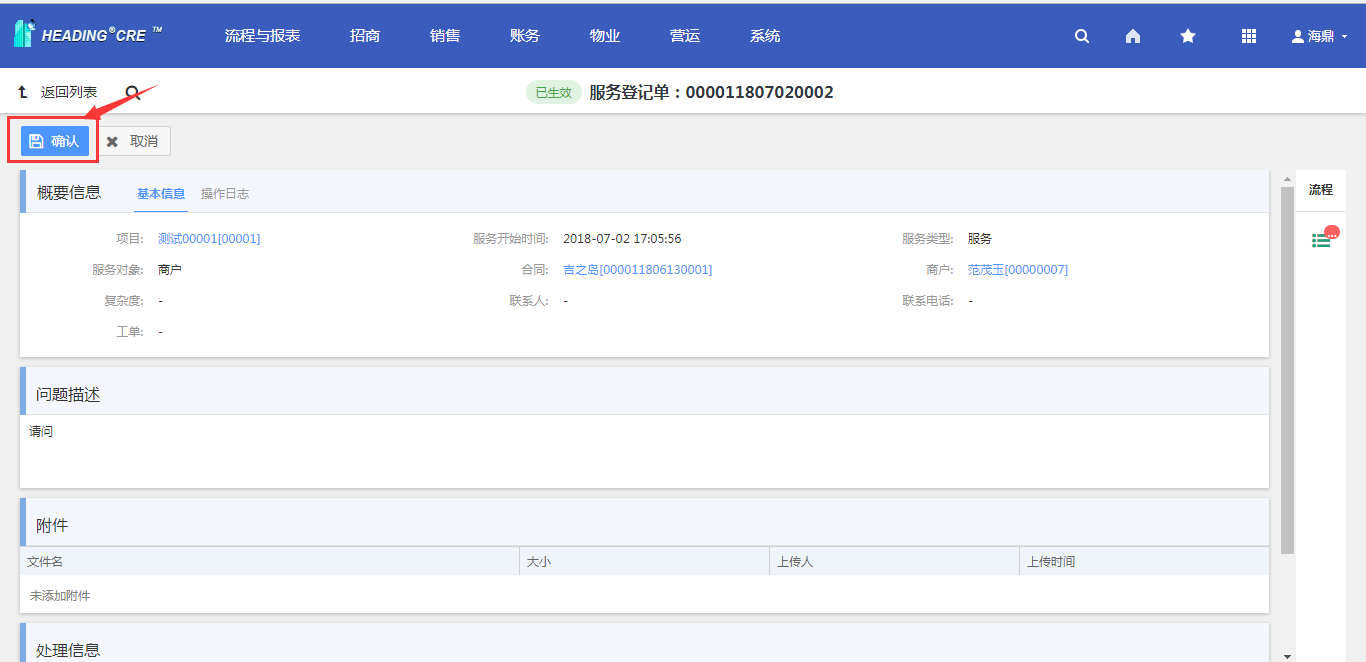 HEADING®CRE ™ 流程与报表 招商 销售 账务 物业 营运 系统 海鼎
返回列表 已生效 服务登记单：000011807020002
确认 取消
概要信息 基本信息 操作日志 流程
项目: 测试00001[00001] 服务开始时间: 2018-07-02 17:05:56 服务类型: 服务
服务对象: 商户 合同: 吉之岛[000011806130001] 商户: 范茂玉[00000007]
复杂度: - 联系人: - 联系电话: -
工单: -
问题描述
请问
附件
文件名 大小 上传人 上传时间
未添加附件
处理信息